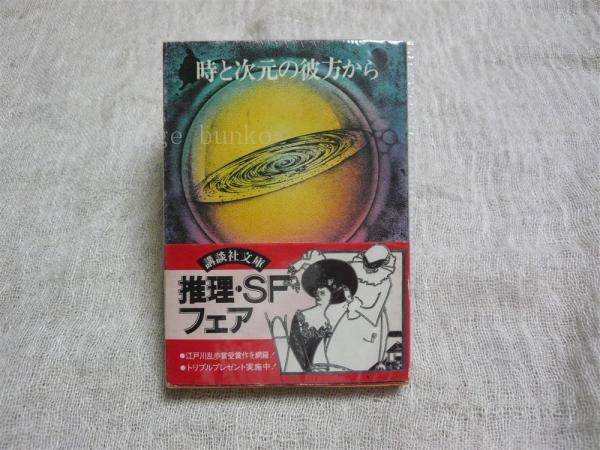 時と次元の彼方から
講談社文庫
推理・SF
フェア
●江戸川乱歩賞受賞作を網羅!
●トリプルプレゼント実施中!